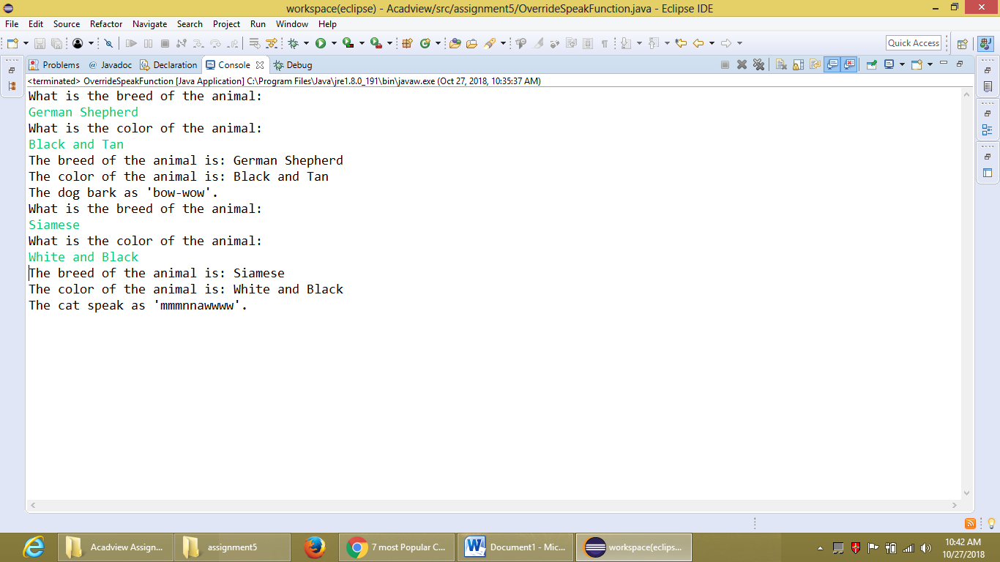 workspace(eclipse) - Acadview/src/assignment5/OverrideSpeakFunction.java - Eclipse IDE
File Edit Source Refactor Navigate Search Project Run Window Help
Quick Access
Problems @ Javadoc Declaration Console Debug
<terminated> OverrideSpeakFunction [Java Application] C:\Program Files\Java\jre1.8.0_191\bin\javaw.exe (Oct 27, 2018, 10:35:37 AM)
What is the breed of the animal:
German Shepherd
What is the color of the animal:
Black and Tan
The breed of the animal is: German Shepherd
The color of the animal is: Black and Tan
The dog bark as 'bow-wow'.
What is the breed of the animal:
Siamese
What is the color of the animal:
White and Black
The breed of the animal is: Siamese
The color of the animal is: White and Black
The cat speak as 'mmmnnawwww'.
Acadview Assign... assignment5 7 most Popular C... Document1 - Mic... workspace(eclips...
10:42 AM
10/27/2018